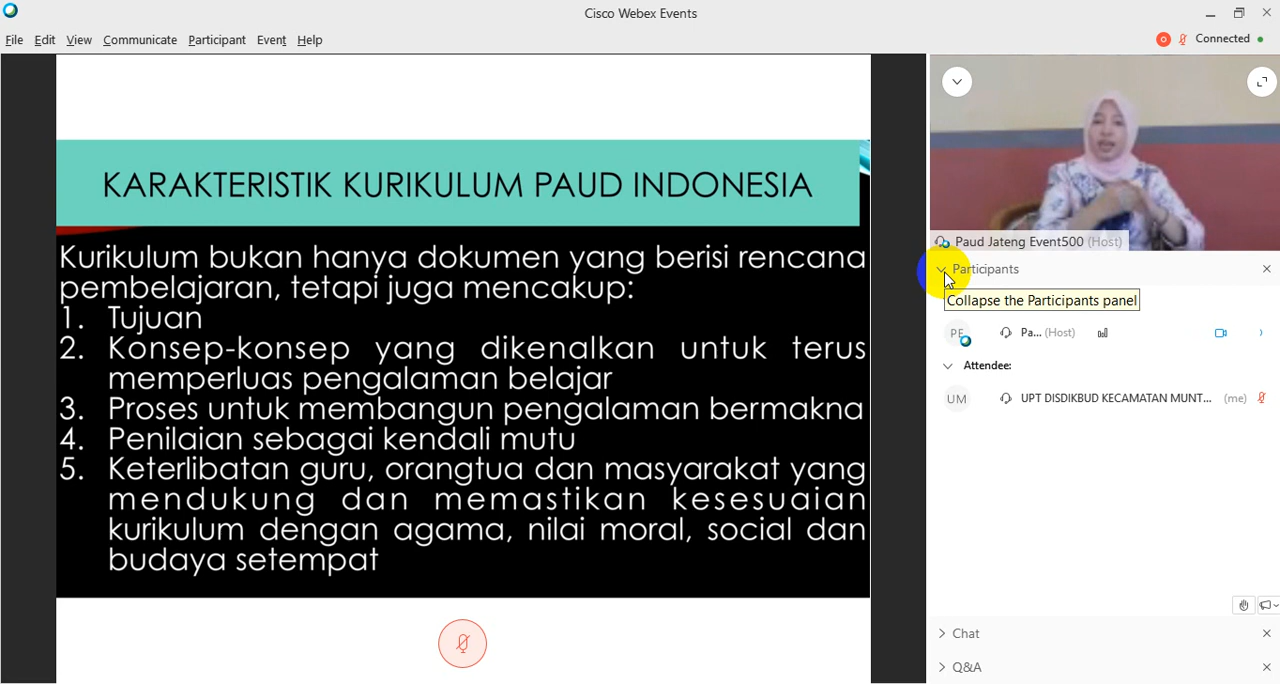 Cisco Webex Events
File Edit View Communicate Participant Event Help
Connected
KARAKTERISTIK KURIKULUM PAUD INDONESIA
Kurikulum bukan hanya dokumen yang berisi rencana
pembelajaran, tetapi juga mencakup:
1. Tujuan
2. Konsep-konsep yang dikenalkan untuk terus
memperluas pengalaman belajar
3. Proses untuk membangun pengalaman bermakna
4. Penilaian sebagai kendali mutu
5. Keterlibatan guru, orangtua dan masyarakat yang
mendukung dan memastikan kesesuaian
kurikulum dengan agama, nilai moral, social dan
budaya setempat
Paud Jateng Event500 (Host)
Participants
Collapse the Participants panel
PE Pa... (Host)
Attendee:
UM UPT DISDIKBUD KECAMATAN MUNT... (me)
Chat
Q&A